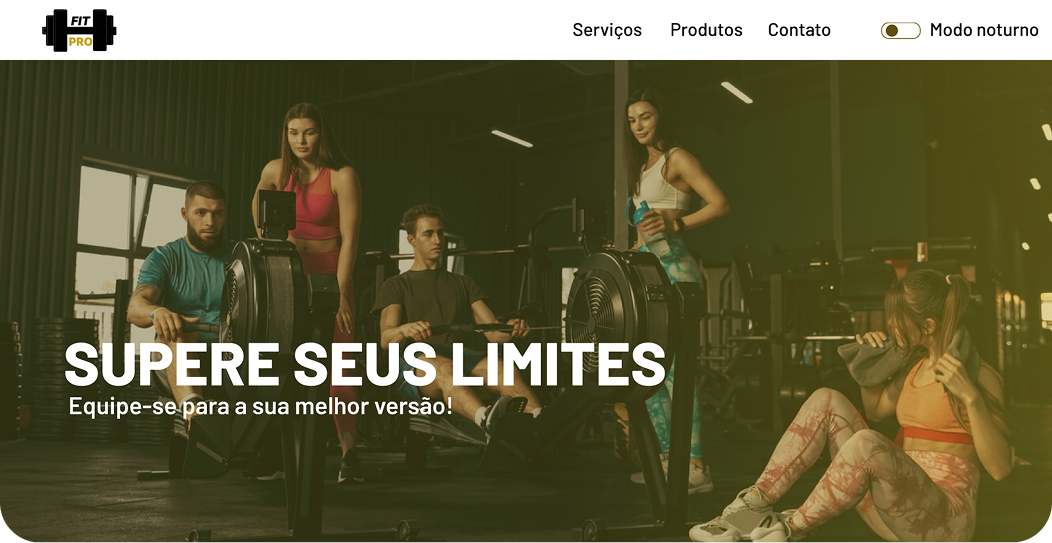 FIT
PRO
Serviços Produtos Contato Modo noturno
SUPERE SEUS LIMITES
Equipe-se para a sua melhor versão!